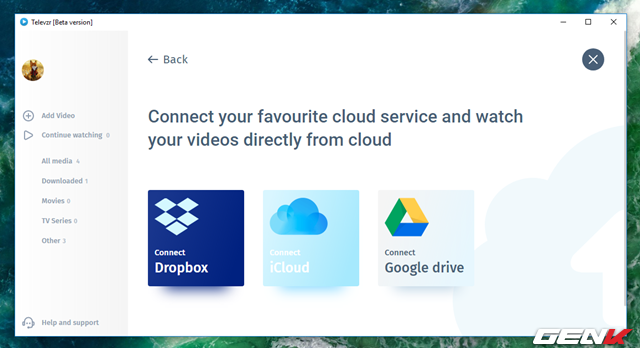 Televzr [Beta version]
Back
Add Video
Continue watching 0
All media 4
Downloaded 1
Movies 0
TV Series 0
Other 3
Help and support
Connect your favourite cloud service and watch
your videos directly from cloud
Connect
Dropbox
Connect
iCloud
Connect
Google drive
GENK